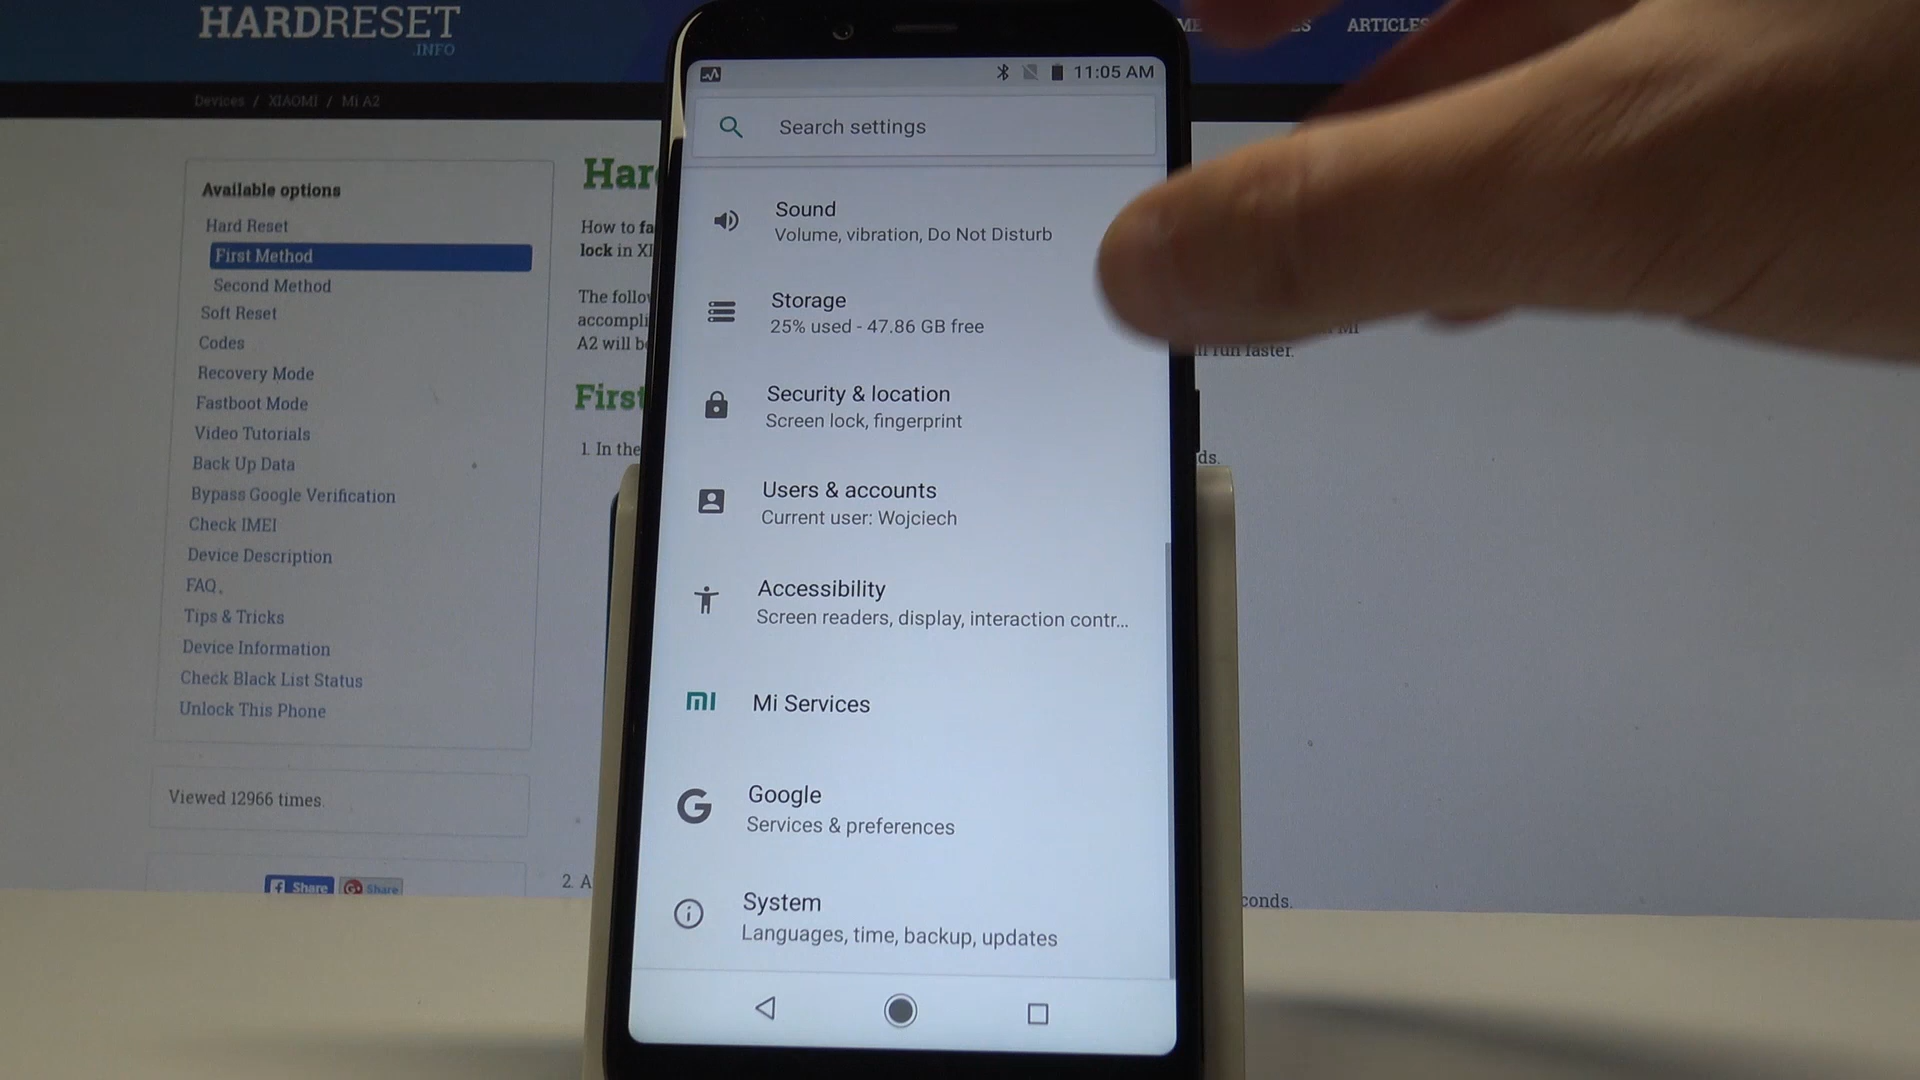 HARDRESET
.INFO
ARTICLES
Devices / XIAOMI / Mi A2
Available options
Hard Reset
First Method
Second Method
Soft Reset
Codes
Recovery Mode
Fastboot Mode
Video Tutorials
Back Up Data
Bypass Google Verification
Check IMEI
Device Description
FAQ
Tips & Tricks
Device Information
Check Black List Status
Unlock This Phone
Viewed 12966 times.
Share
Share
How to
lock in
The
A2 will
run faster.
First
1. In the
ds.
2. A
conds.
11:05 AM
Search settings
Sound
Volume, vibration, Do Not Disturb
Storage
25% used - 47.86 GB free
Security & location
Screen lock, fingerprint
Users & accounts
Current user: Wojciech
Accessibility
Screen readers, display, interaction contr...
MI
Mi Services
G
Google
Services & preferences
System
Languages, time, backup, updates